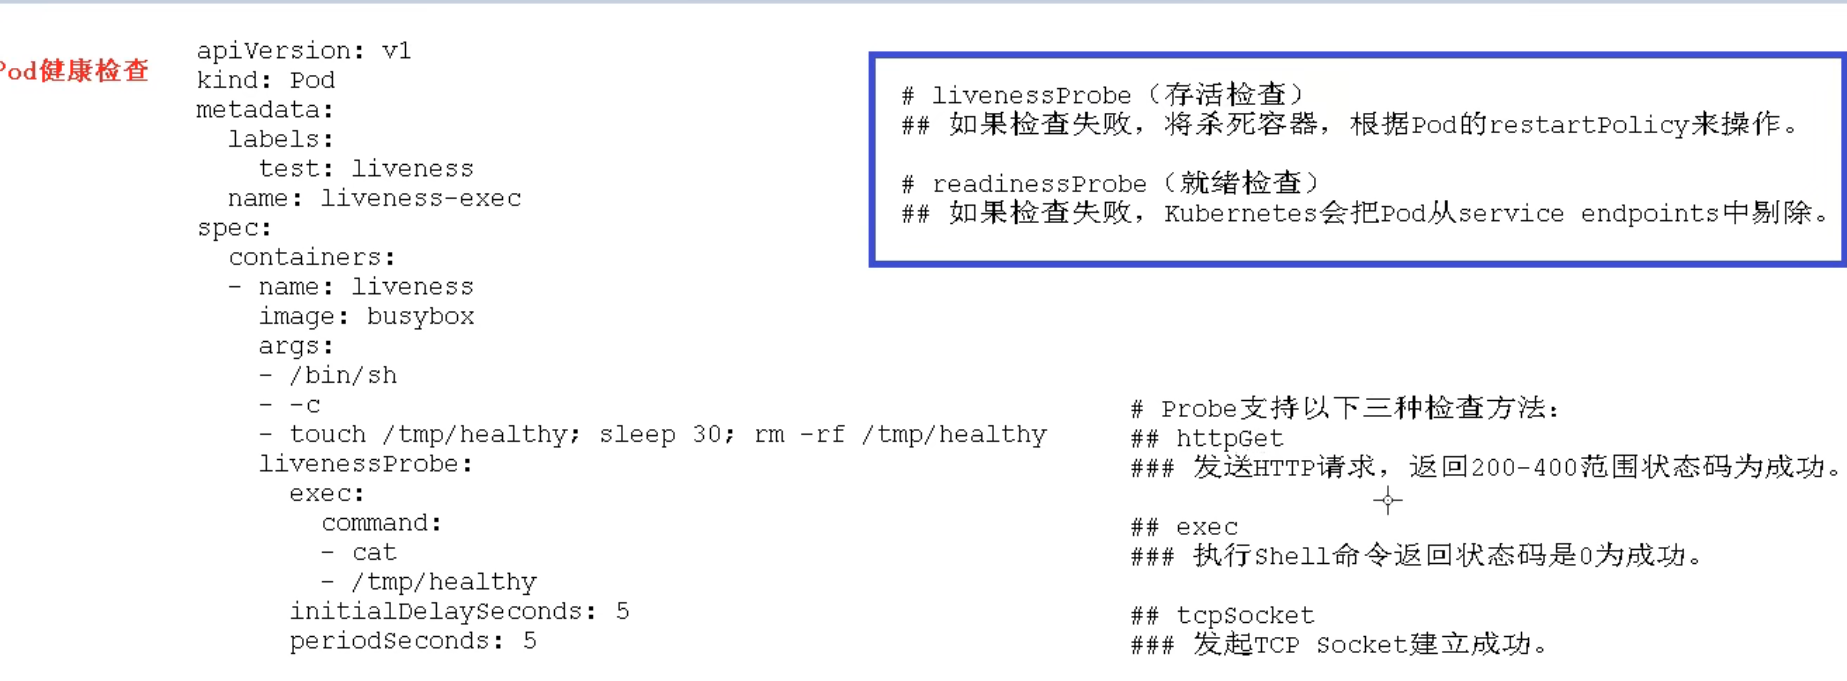 Pod健康检查
apiVersion: v1
kind: Pod
metadata:
  labels:
    test: liveness
  name: liveness-exec
spec:
  containers:
  - name: liveness
    image: busybox
    args:
    - /bin/sh
    - -c
    - touch /tmp/healthy; sleep 30; rm -rf /tmp/healthy
    livenessProbe:
      exec:
        command:
        - cat
        - /tmp/healthy
      initialDelaySeconds: 5
      periodSeconds: 5
# livenessProbe（存活检查）
## 如果检查失败，将杀死容器，根据Pod的restartPolicy来操作。
# readinessProbe（就绪检查）
## 如果检查失败，Kubernetes会把Pod从service endpoints中剔除。
# Probe支持以下三种检查方法：
## httpGet
### 发送HTTP请求，返回200-400范围状态码为成功。
## exec
### 执行Shell命令返回状态码是0为成功。
## tcpSocket
### 发起TCP Socket建立成功。